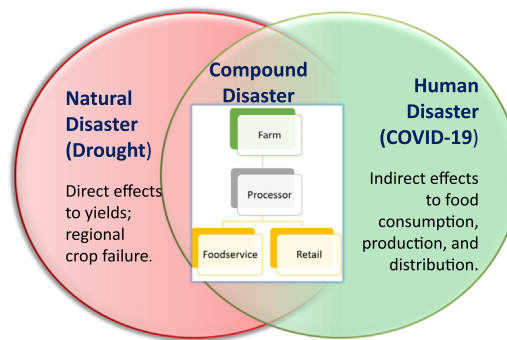 Compound
Disaster
Natural
Disaster
(Drought)
Direct effects
to yields;
regional
crop failure.
Farm
Processor
Foodservice
Retail
Human
Disaster
(COVID-19)
Indirect effects
to food
consumption,
production, and
distribution.